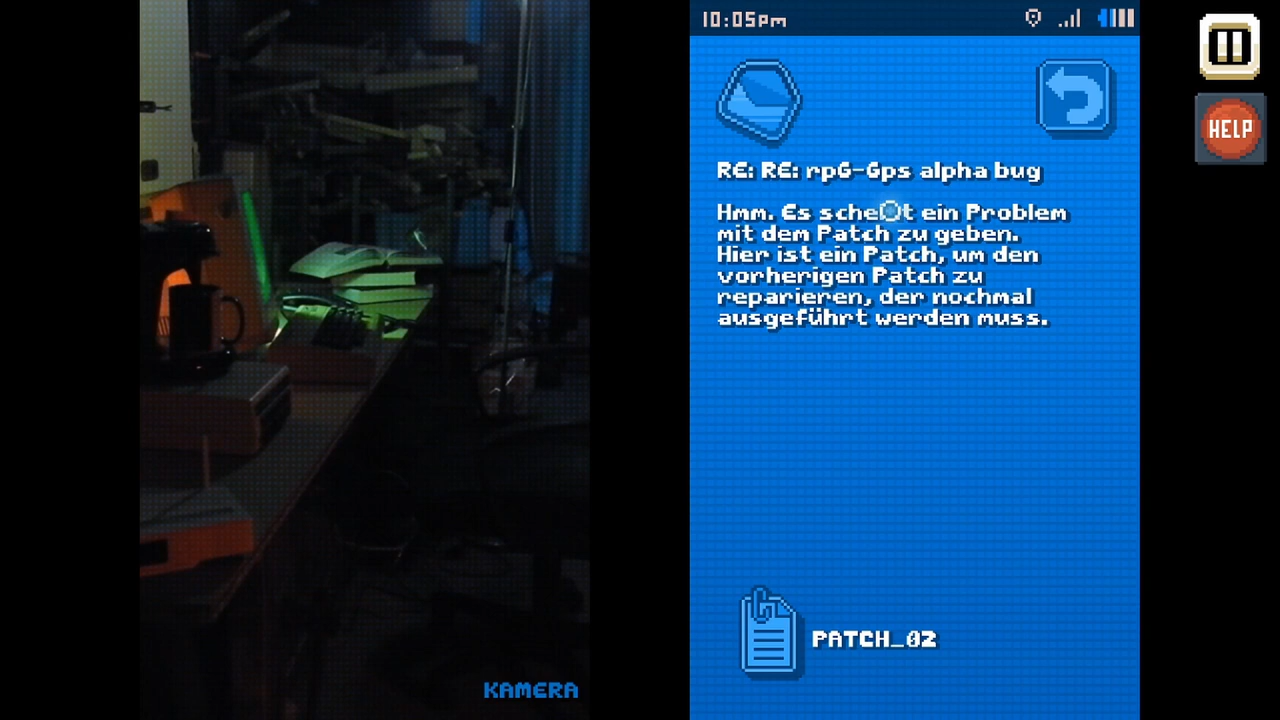 10:05pm
HELP
RE: RE: rpG-Gps alpha bug
Hmm. Es scheint ein Problem
mit dem Patch zu geben.
Hier ist ein Patch, um den
vorherigen Patch zu
reparieren, der nochmal
ausgeführt werden muss.
PATCH_02
KAMERA